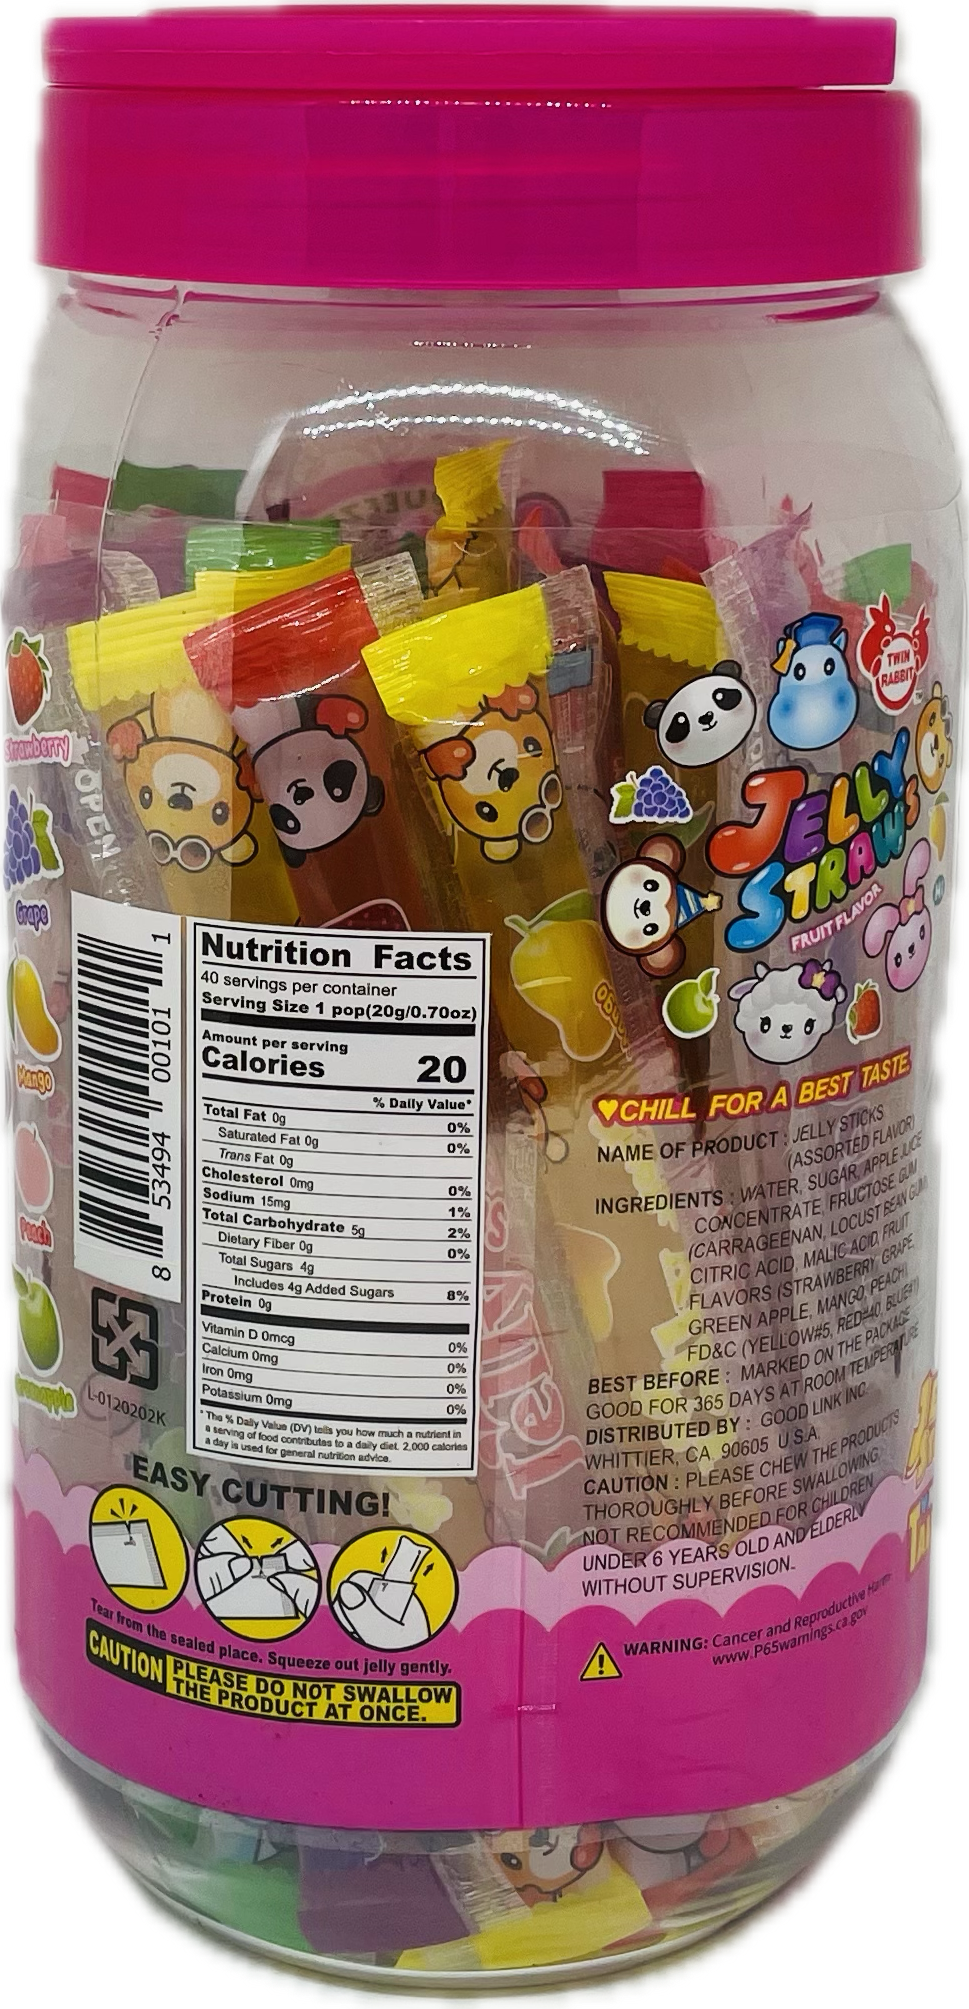 TWIN
RABBIT
TM
JELLY
STRAWS
FRUIT FLAVOR
Strawberry
Grape
Mango
Peach
OPEN
mango
8 53494 00101 1
L-0120202K
Nutrition Facts
40 servings per container
Serving Size 1 pop(20g/0.70oz)
Amount per serving
Calories 20
% Daily Value*
Total Fat 0g 0%
Saturated Fat 0g 0%
Trans Fat 0g
Cholesterol 0mg 0%
Sodium 15mg 1%
Total Carbohydrate 5g 2%
Dietary Fiber 0g 0%
Total Sugars 4g
Includes 4g Added Sugars 8%
Protein 0g
Vitamin D 0mcg 0%
Calcium 0mg 0%
Iron 0mg 0%
Potassium 0mg 0%
* The % Daily Value (DV) tells you how much a nutrient in
a serving of food contributes to a daily diet. 2,000 calories
a day is used for general nutrition advice.
EASY CUTTING!
Tear from the sealed place. Squeeze out jelly gently.
CAUTION PLEASE DO NOT SWALLOW
THE PRODUCT AT ONCE.
♥CHILL FOR A BEST TASTE.
NAME OF PRODUCT : JELLY STICKS
(ASSORTED FLAVOR)
INGREDIENTS : WATER, SUGAR, APPLE JUICE
CONCENTRATE, FRUCTOSE, GUM
(CARRAGEENAN, LOCUST BEAN GUM)
CITRIC ACID, MALIC ACID, FRUIT
FLAVORS (STRAWBERRY, GRAPE,
GREEN APPLE, MANGO, PEACH)
FD&C (YELLOW#5, RED#40, BLUE#1)
BEST BEFORE : MARKED ON THE PACKAGE
GOOD FOR 365 DAYS AT ROOM TEMPERATURE
DISTRIBUTED BY : GOOD LINK INC.
WHITTIER, CA, 90605 U.S.A.
CAUTION : PLEASE CHEW THE PRODUCTS
THOROUGHLY BEFORE SWALLOWING
NOT RECOMMENDED FOR CHILDREN
UNDER 6 YEARS OLD AND ELDERLY
WITHOUT SUPERVISION.
WARNING: Cancer and Reproductive Harm-
www.P65warnings.ca.gov